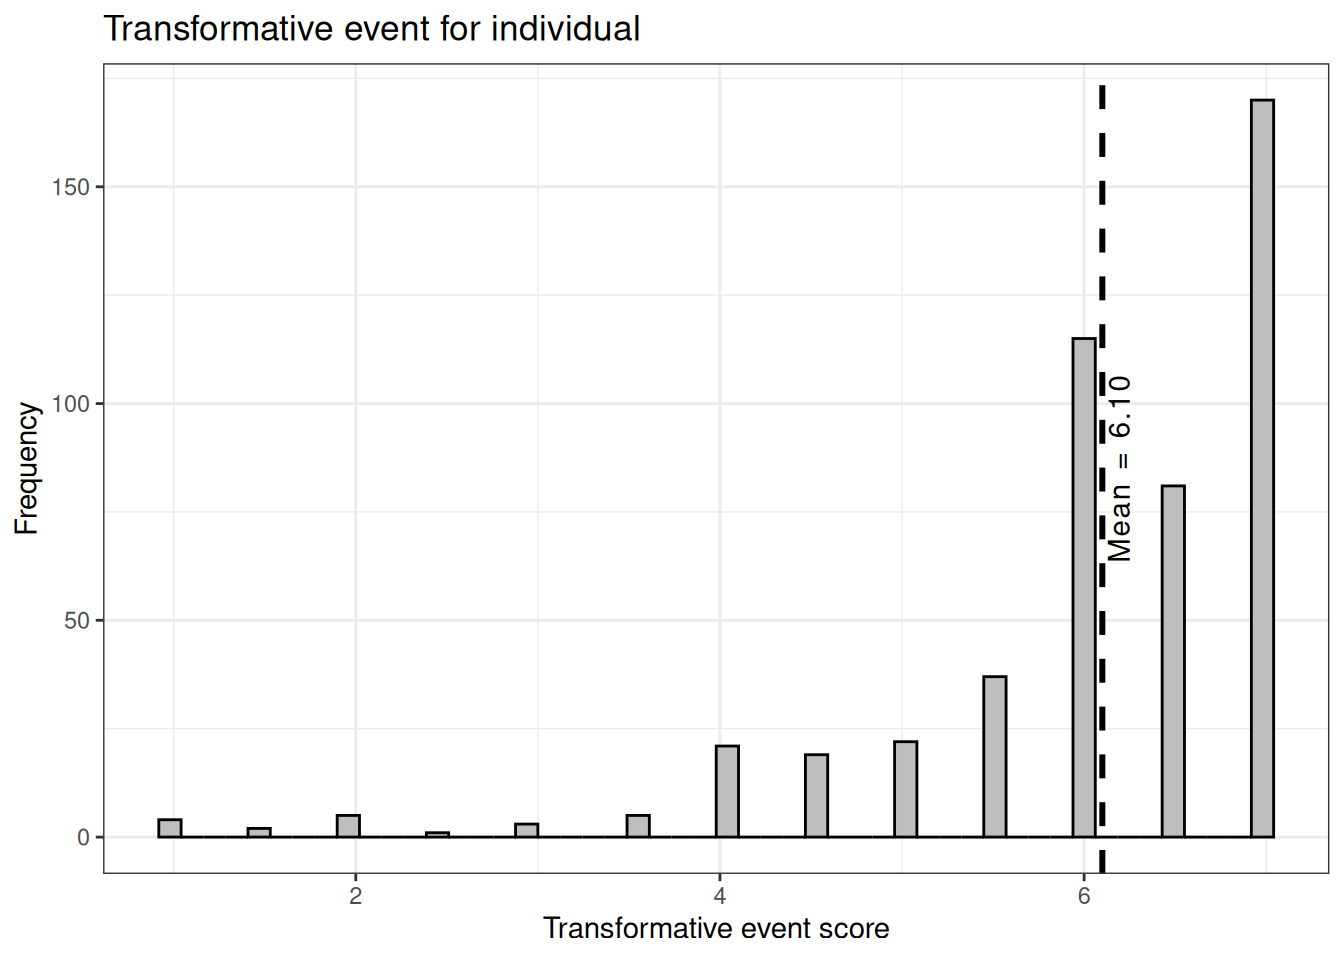 Transformative event for individual
150
100
50
0
Frequency
Mean = 6.10
2
4
6
Transformative event score